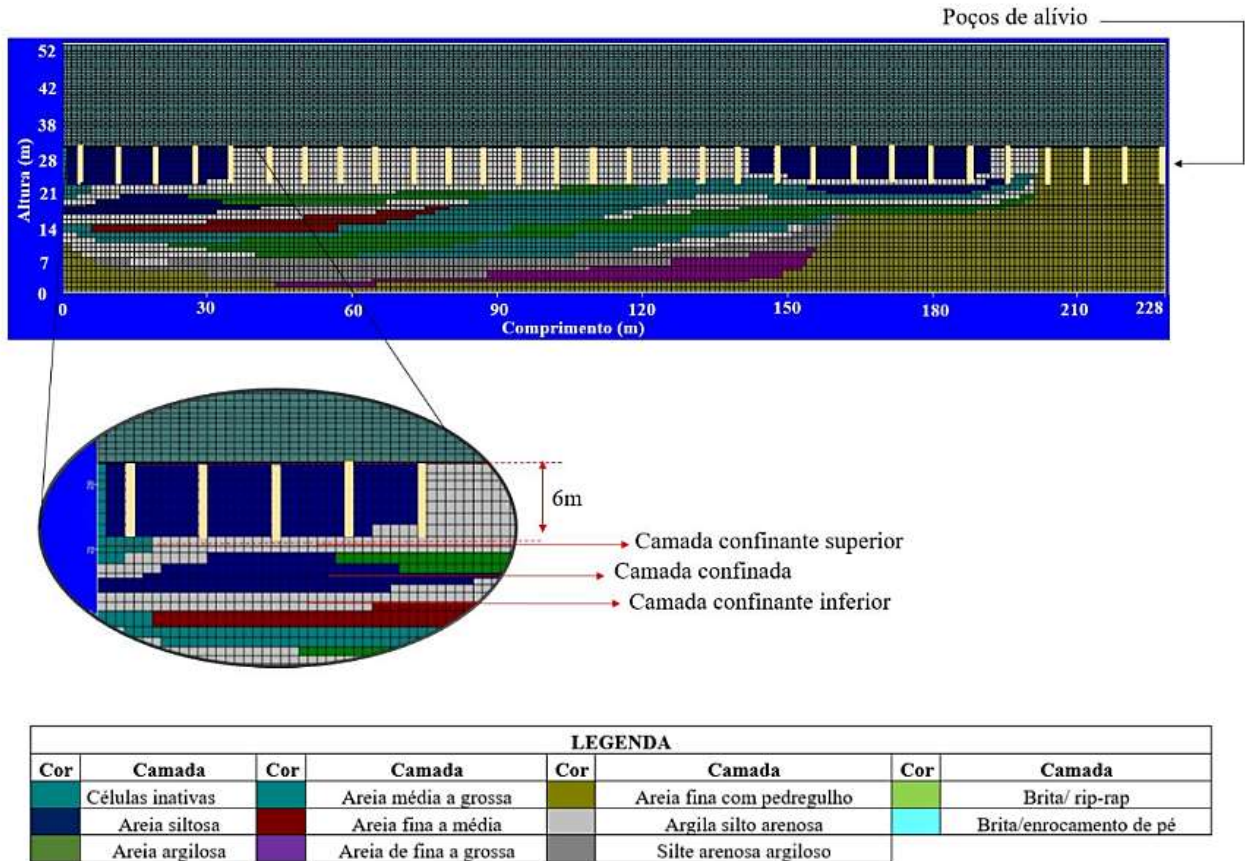 Poços de alívio
52
42
38
28
21
14
7
0
Altura (m)
0 30 60 90 120 150 180 210 228
Comprimento (m)
6m
Camada confinante superior
Camada confinada
Camada confinante inferior
LEGENDA
Cor Camada Cor Camada Cor Camada Cor Camada
Células inativas Areia média a grossa Areia fina com pedregulho Brita/ rip-rap
Areia siltosa Areia fina a média Argila silto arenosa Brita/enrocamento de pé
Areia argilosa Areia de fina a grossa Silte arenosa argiloso